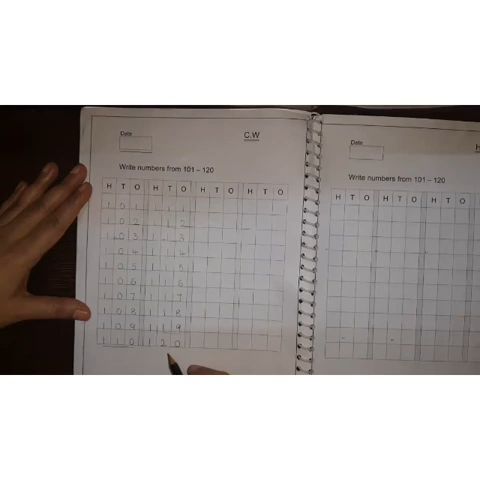 Date C.W
Write numbers from 101 – 120
H T O H T O H T O H T O
1 0 1 1 1 1
1 0 2 1 1 2
1 0 3 1 1 3
1 0 4 1 1 4
1 0 5 1 1 5
1 0 6 1 1 6
1 0 7 1 1 7
1 0 8 1 1 8
1 0 9 1 1 9
1 1 0 1 2 0
Date H
Write numbers from 101 – 120
H T O H T O H T O